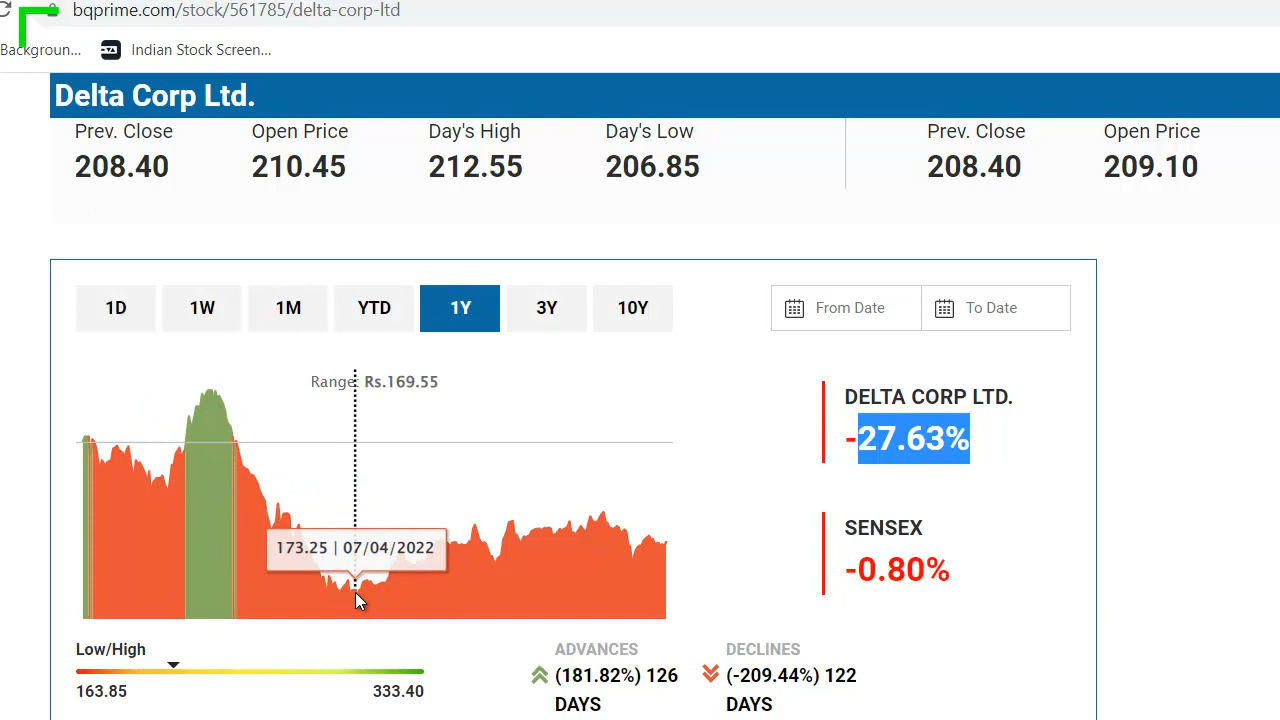 bqprime.com/stock/561785/delta-corp-ltd
Backgroun... Indian Stock Screen...
Delta Corp Ltd.
Prev. Close Open Price Day's High Day's Low Prev. Close Open Price
208.40 210.45 212.55 206.85 208.40 209.10
1D 1W 1M YTD 1Y 3Y 10Y From Date To Date
Range: Rs.169.55
DELTA CORP LTD.
-27.63%
173.25 | 07/04/2022
SENSEX
-0.80%
Low/High
163.85 333.40
ADVANCES
(181.82%) 126
DAYS
DECLINES
(-209.44%) 122
DAYS